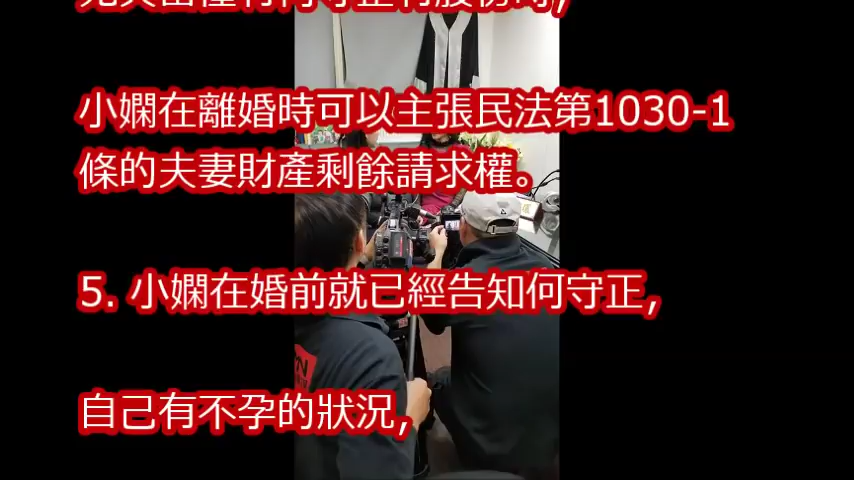 小嫻在離婚時可以主張民法第1030-1
條的夫妻財產剩餘請求權。
5. 小嫻在婚前就已經告知何守正,
自己有不孕的狀況,